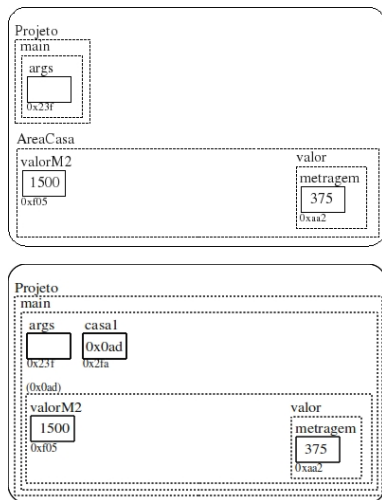 Projeto
main
args
0x23f
AreaCasa
valorM2
1500
0xf05
valor
metragem
375
0xaa2
Projeto
main
args
0x23f
casa1
0x0ad
0x2fa
(0x0ad)
valorM2
1500
0xf05
valor
metragem
375
0xaa2